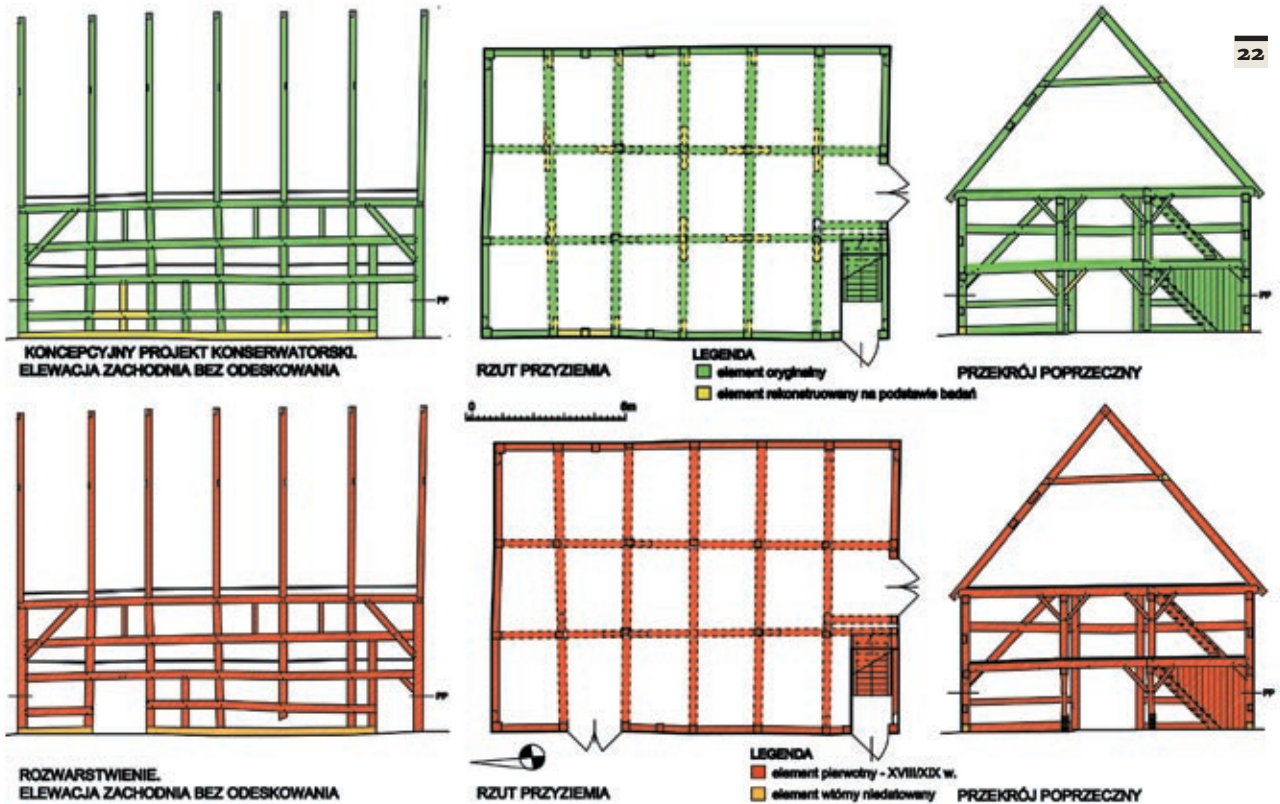 22
PP
PP
KONCEPCYJNY PROJEKT KONSERWATORSKI.
ELEWACJA ZACHODNIA BEZ ODESKOWANIA
RZUT PRZYZIEMIA
LEGENDA
element oryginalny
element rekonstruowany na podstawie badań
PRZEKRÓJ POPRZECZNY
0
6m
PP
PP
ROZWARSTWIENIE.
ELEWACJA ZACHODNIA BEZ ODESKOWANIA
RZUT PRZYZIEMIA
LEGENDA
element pierwotny - XVIII/XIX w.
element wtórny niedatowany
PRZEKRÓJ POPRZECZNY